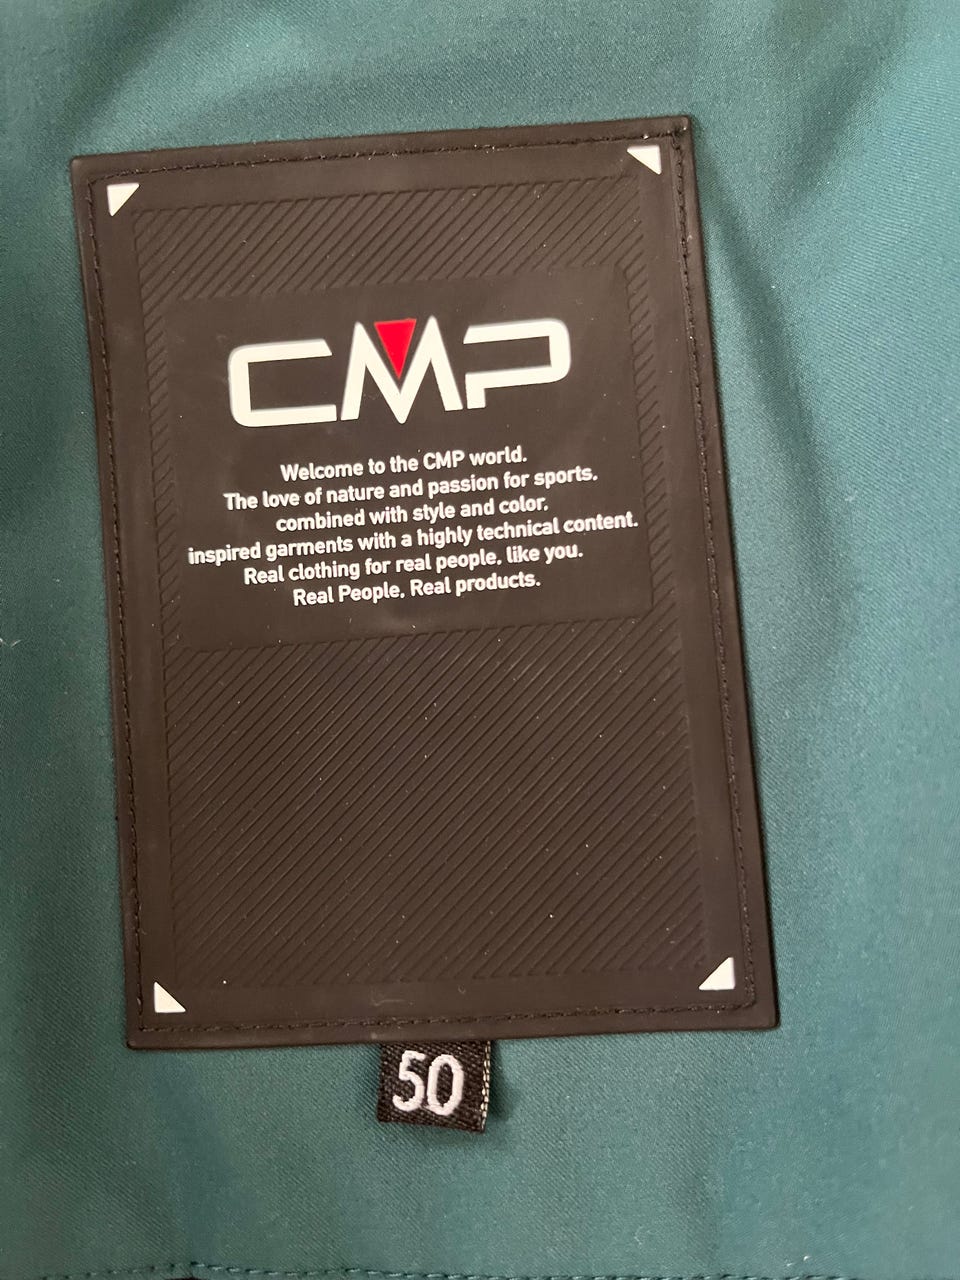 CMP
Welcome to the CMP world.
The love of nature and passion for sports.
combined with style and color,
inspired garments with a highly technical content.
Real clothing for real people, like you.
Real People. Real products.
50